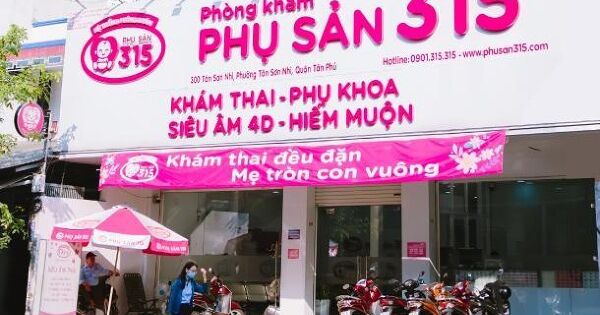 Phòng khám
PHỤ SẢN 315
PHỤ SẢN
315
300 Tân Sơn Nhì, Phường Tân Sơn Nhì, Quận Tân Phú
Hotline: 0901.315.315 - www.phusan315.com
KHÁM THAI - PHỤ KHOA
SIÊU ÂM 4D - HIẾM MUỘN
315
Khám thai đều đặn
Mẹ tròn con vuông